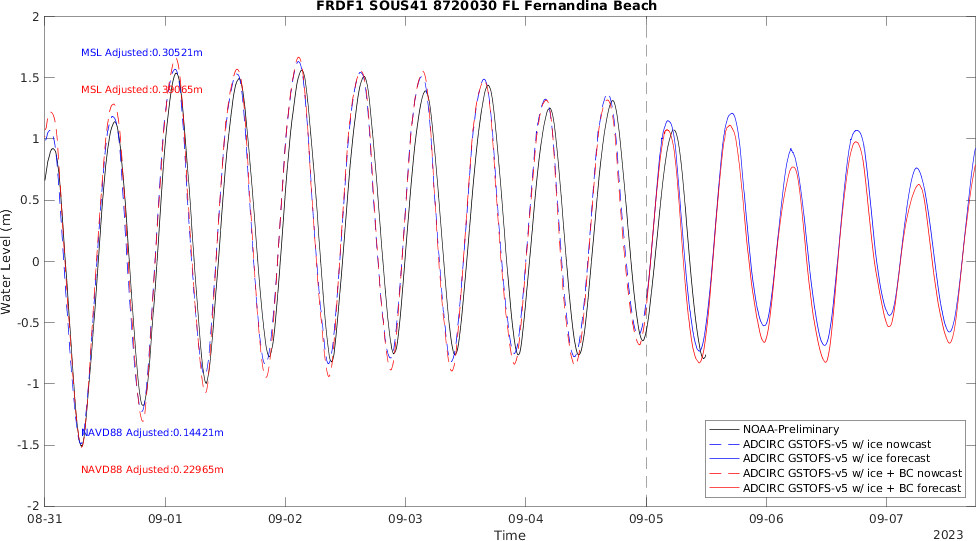 FRDF1 SOUS41 8720030 FL Fernandina Beach
2
1.5
1
0.5
0
-0.5
-1
-1.5
-2
Water Level (m)
MSL Adjusted:0.30521m
MSL Adjusted:0.39065m
NAVD88 Adjusted:0.14421m
NAVD88 Adjusted:0.22965m
NOAA-Preliminary
ADCIRC GSTOFS-v5 w/ ice nowcast
ADCIRC GSTOFS-v5 w/ ice forecast
ADCIRC GSTOFS-v5 w/ ice + BC nowcast
ADCIRC GSTOFS-v5 w/ ice + BC forecast
08-31 09-01 09-02 09-03 09-04 09-05 09-06 09-07
Time
2023